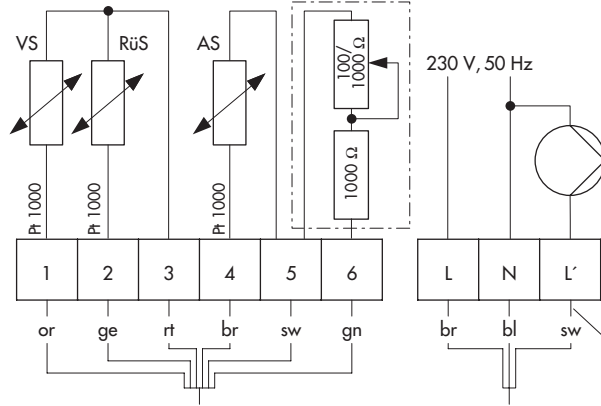 VS
RüS
AS
100/
1000 Ω
1000 Ω
230 V, 50 Hz
Pt 1000
Pt 1000
Pt 1000
1 2 3 4 5 6
L N L´
or ge rt br sw gn
br bl sw